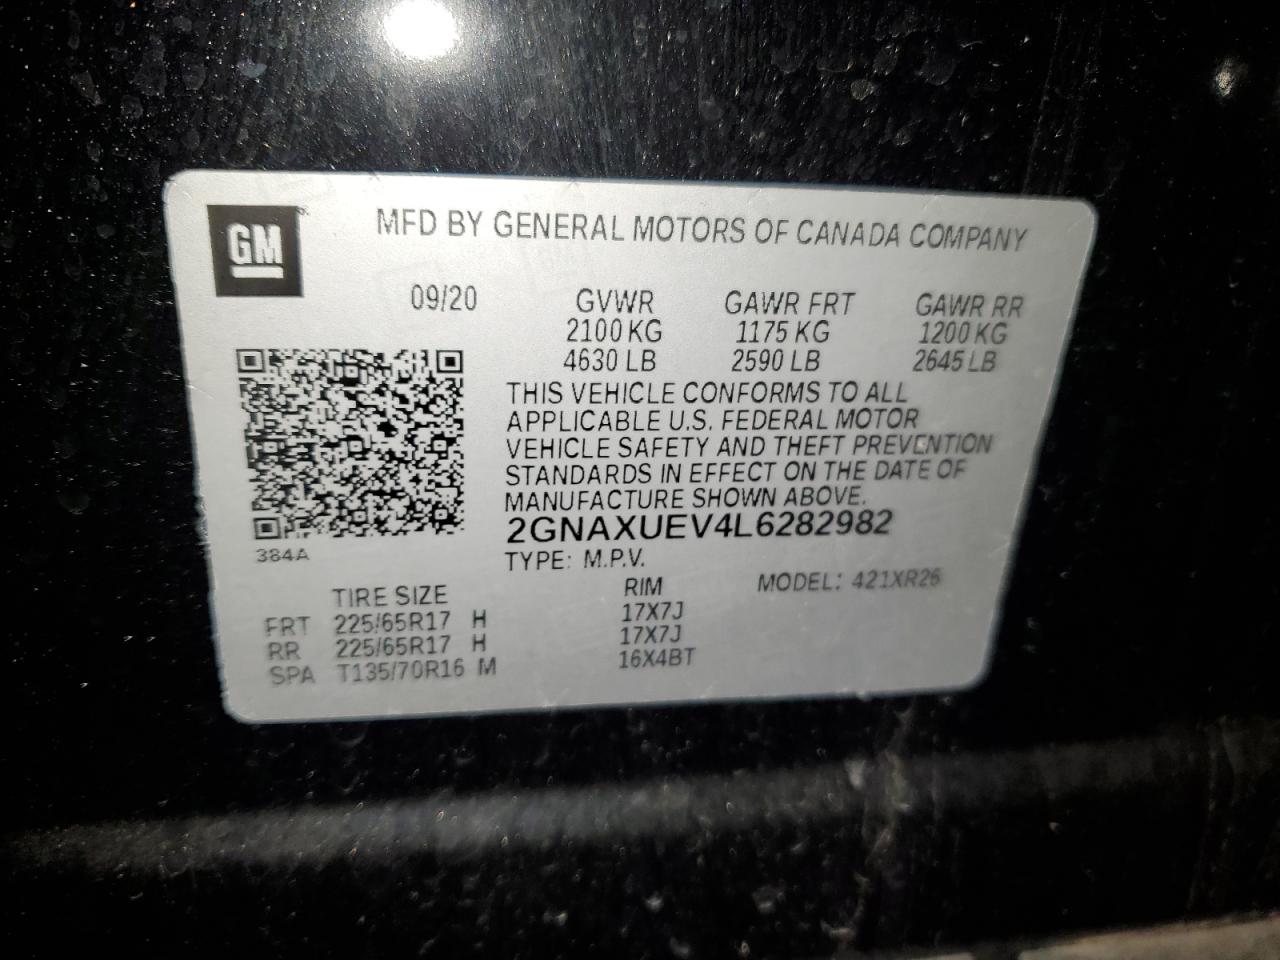 GM
MFD BY GENERAL MOTORS OF CANADA COMPANY
09/20 GVWR GAWR FRT GAWR RR
2100 KG 1175 KG 1200 KG
4630 LB 2590 LB 2645 LB
THIS VEHICLE CONFORMS TO ALL
APPLICABLE U.S. FEDERAL MOTOR
VEHICLE SAFETY AND THEFT PREVENTION
STANDARDS IN EFFECT ON THE DATE OF
MANUFACTURE SHOWN ABOVE.
2GNAXUEV4L6282982
384A
TYPE: M.P.V.
MODEL: 421XR26
TIRE SIZE RIM
FRT 225/65R17 H 17X7J
RR 225/65R17 H 17X7J
SPA T135/70R16 M 16X4BT